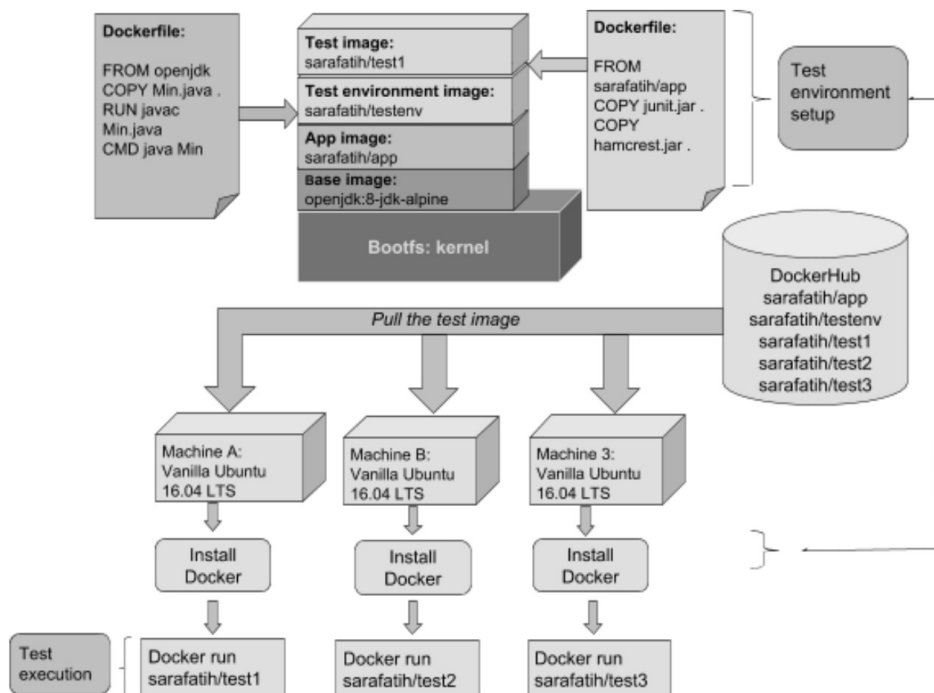 Dockerfile:
FROM openjdk
COPY Min.java .
RUN javac
Min.java
CMD java Min
Test image:
sarafatih/test1
Test environment image:
sarafatih/testenv
App image:
sarafatih/app
Base image:
openjdk:8-jdk-alpine
Bootfs: kernel
Dockerfile:
FROM
sarafatih/app
COPY junit.jar .
COPY
hamcrest.jar .
Test
environment
setup
DockerHub
sarafatih/app
sarafatih/testenv
sarafatih/test1
sarafatih/test2
sarafatih/test3
Pull the test image
Machine A:
Vanilla Ubuntu
16.04 LTS
Machine B:
Vanilla Ubuntu
16.04 LTS
Machine 3:
Vanilla Ubuntu
16.04 LTS
Install
Docker
Install
Docker
Install
Docker
Test
execution
Docker run
sarafatih/test1
Docker run
sarafatih/test2
Docker run
sarafatih/test3